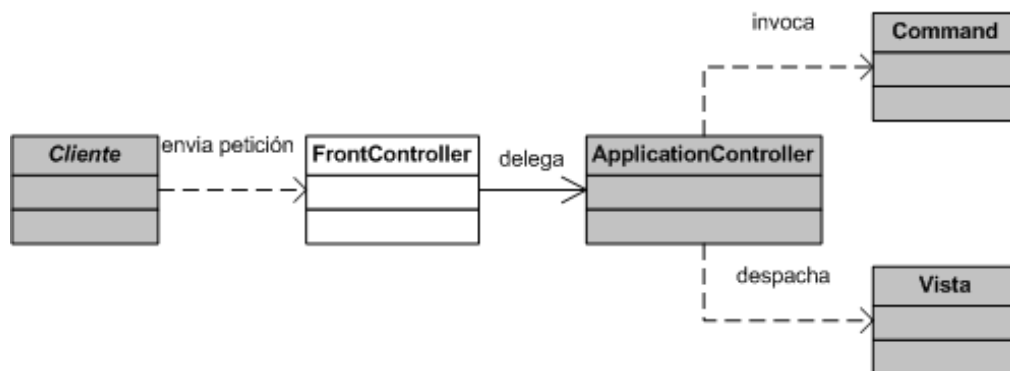 invoca
Command
Cliente
envia petición
FrontController
delega
ApplicationController
despacha
Vista